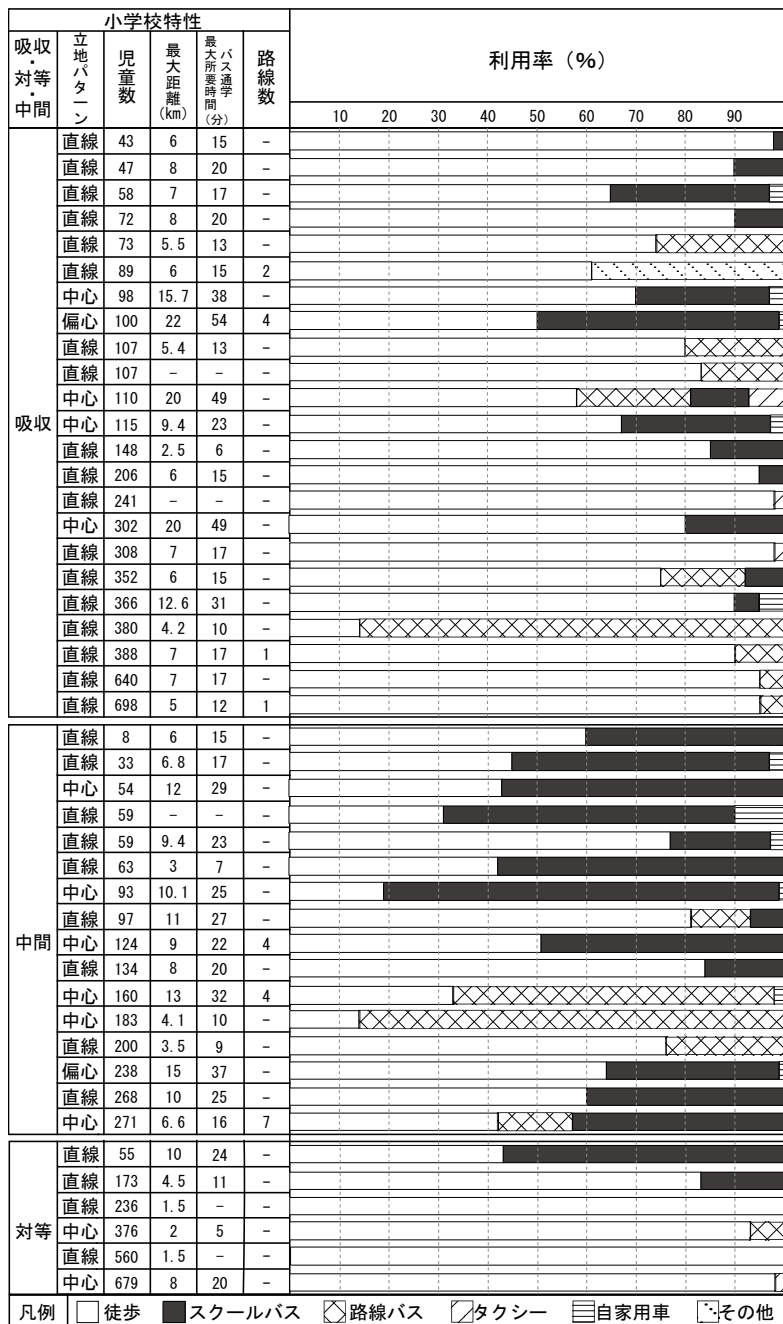 小学校特性
吸収・対等・中間 立地パターン 児童数 最大距離(km) バス通学最大所要時間(分) 路線数 利用率(%)
10 20 30 40 50 60 70 80 90
吸収
直線 43 6 15 -
直線 47 8 20 -
直線 58 7 17 -
直線 72 8 20 -
直線 73 5.5 13 -
直線 89 6 15 2
中心 98 15.7 38 -
偏心 100 22 54 4
直線 107 5.4 13 -
直線 107 - - -
中心 110 20 49 -
中心 115 9.4 23 -
直線 148 2.5 6 -
直線 206 6 15 -
直線 241 - - -
中心 302 20 49 -
直線 308 7 17 -
直線 352 6 15 -
直線 366 12.6 31 -
直線 380 4.2 10 -
直線 388 7 17 1
直線 640 7 17 -
直線 698 5 12 1
中間
直線 8 6 15 -
直線 33 6.8 17 -
中心 54 12 29 -
直線 59 - - -
直線 59 9.4 23 -
直線 63 3 7 -
中心 93 10.1 25 -
直線 97 11 27 -
中心 124 9 22 4
直線 134 8 20 -
中心 160 13 32 4
中心 183 4.1 10 -
直線 200 3.5 9 -
偏心 238 15 37 -
直線 268 10 25 -
中心 271 6.6 16 7
対等
直線 55 10 24 -
直線 173 4.5 11 -
直線 236 1.5 - -
中心 376 2 5 -
直線 560 1.5 - -
中心 679 8 20 -
凡例 徒歩 スクールバス 路線バス タクシー 自家用車 その他